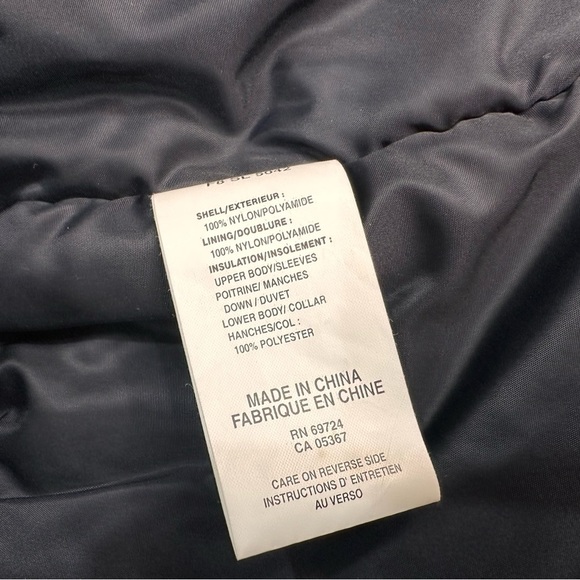 SHELL/EXTERIEUR :
100% NYLON/POLYAMIDE
LINING/DOUBLURE :
100% NYLON/POLYAMIDE
INSULATION/INSOLEMENT :
UPPER BODY/SLEEVES
POITRINE/ MANCHES
DOWN / DUVET
LOWER BODY/ COLLAR
HANCHES/COL :
100% POLYESTER
MADE IN CHINA
FABRIQUE EN CHINE
RN 69724
CA 05367
CARE ON REVERSE SIDE
INSTRUCTIONS D' ENTRETIEN
AU VERSO